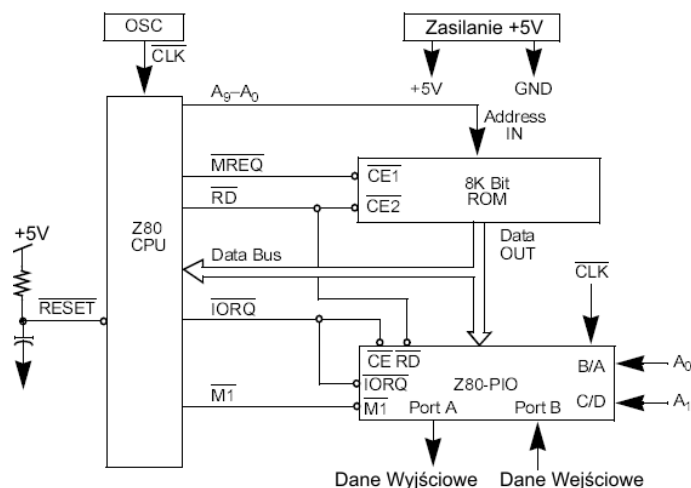 OSC
Zasilanie +5V
CLK
+5V
GND
A9–A0
Address
IN
MREQ
CE1
8K Bit
ROM
RD
CE2
Z80
CPU
+5V
Data Bus
Data
OUT
CLK
RESET
IORQ
CE RD
B/A
A0
IORQ
Z80-PIO
M1
M1
Port A
Port B
C/D
A1
Dane Wyjściowe
Dane Wejściowe